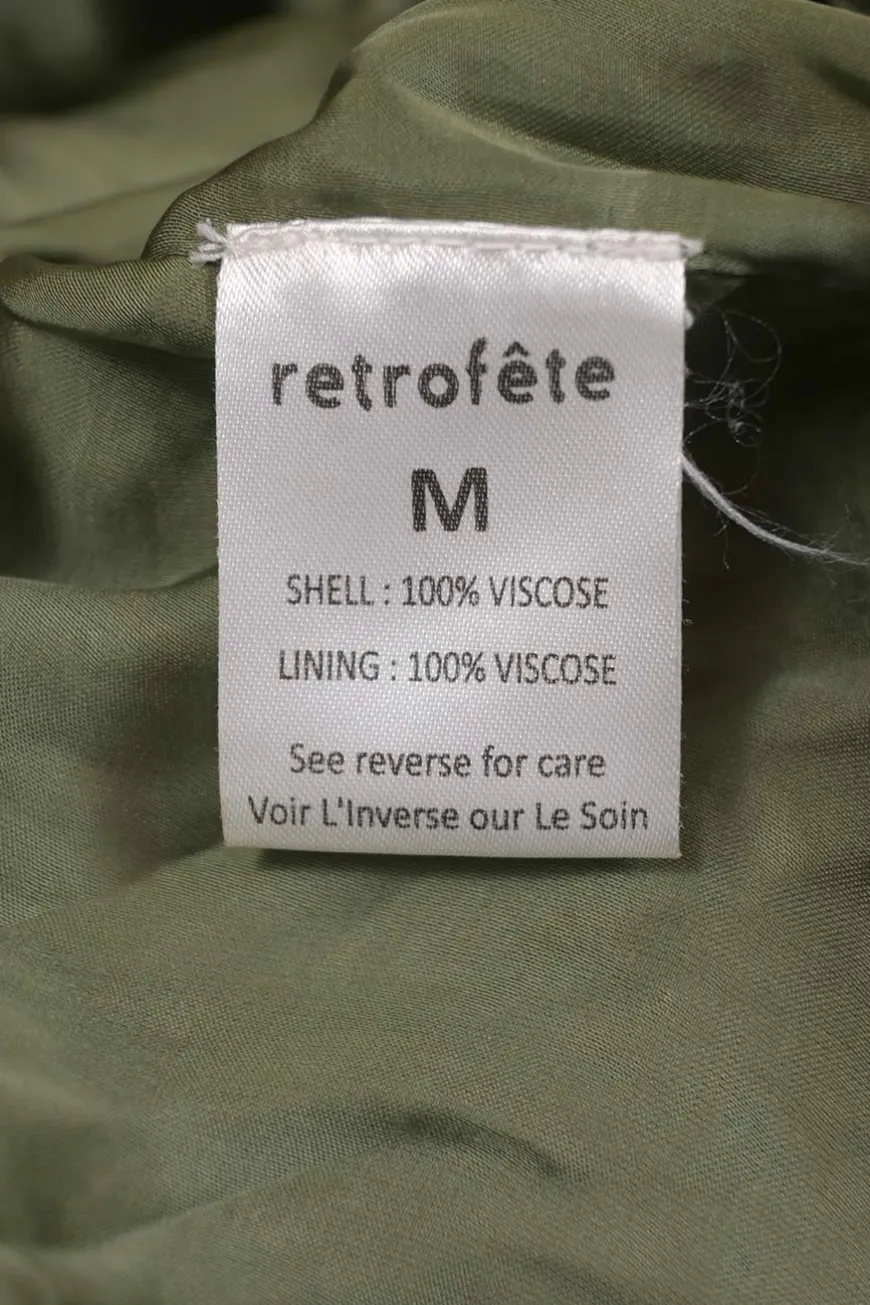 retrofête
M
SHELL : 100% VISCOSE
LINING : 100% VISCOSE
See reverse for care
Voir L'Inverse our Le Soin